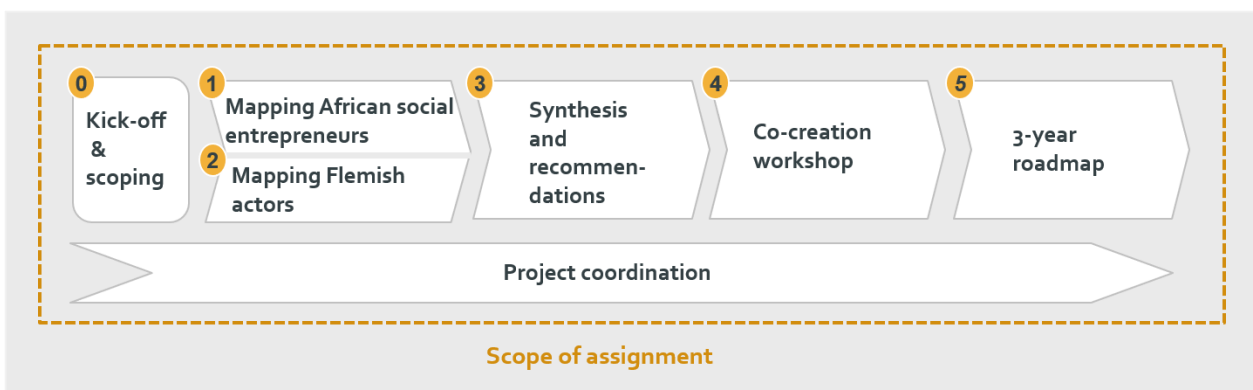 0
Kick-off
&
scoping
1
Mapping African social
entrepreneurs
2
Mapping Flemish
actors
3
Synthesis
and
recommen-
dations
4
Co-creation
workshop
5
3-year
roadmap
Project coordination
Scope of assignment